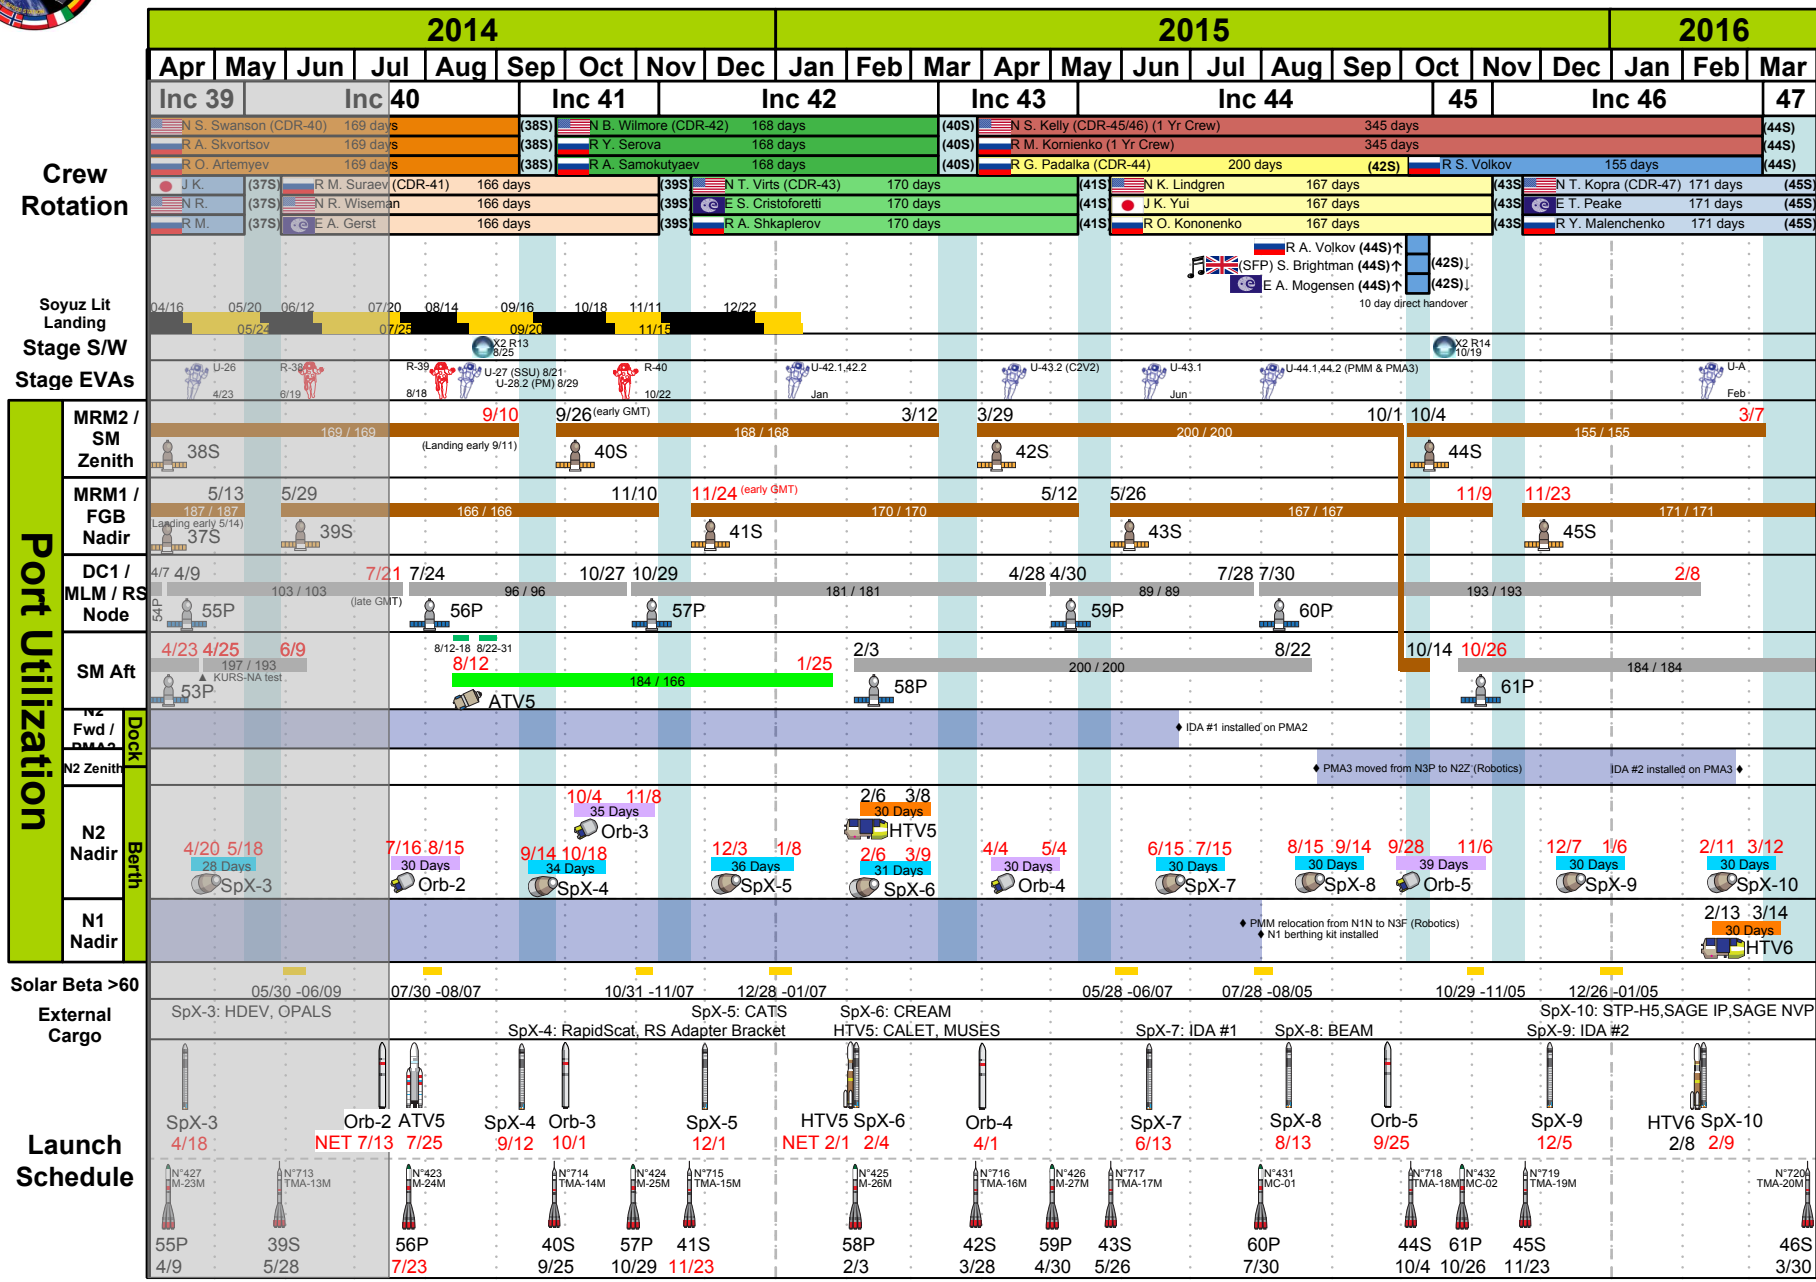 2014 2015 2016
Apr May Jun Jul Aug Sep Oct Nov Dec Jan Feb Mar Apr May Jun Jul Aug Sep Oct Nov Dec Jan Feb Mar
Inc 39 Inc 40 Inc 41 Inc 42 Inc 43 Inc 44 45 Inc 46 47
Crew Rotation
N S. Swanson (CDR-40) 169 days (38S) N B. Wilmore (CDR-42) 168 days (40S) N S. Kelly (CDR-45/46) (1 Yr Crew) 345 days (44S)
R A. Skvortsov 169 days (38S) R Y. Serova 168 days (40S) R M. Kornienko (1 Yr Crew) 345 days (44S)
R O. Artemyev 169 days (38S) R A. Samokutyaev 168 days (40S) R G. Padalka (CDR-44) 200 days (42S) R S. Volkov 155 days (44S)
J K. (37S) R M. Suraev (CDR-41) 166 days (39S) N T. Virts (CDR-43) 170 days (41S) N K. Lindgren 167 days (43S) N T. Kopra (CDR-47) 171 days (45S)
N R. (37S) N R. Wiseman 166 days (39S) E S. Cristoforetti 170 days (41S) J K. Yui 167 days (43S) E T. Peake 171 days (45S)
R M. (37S) E A. Gerst 166 days (39S) R A. Shkaplerov 170 days (41S) R O. Kononenko 167 days (43S) R Y. Malenchenko 171 days (45S)
R A. Volkov (44S)↑
(SFP) S. Brightman (44S)↑ (42S)↓
E A. Mogensen (44S)↑ (42S)↓
10 day direct handover
Soyuz Lit Landing
04/16 05/20 06/12 07/20 08/14 09/16 10/18 11/11 12/22
05/24 07/25 09/20 11/15
Stage S/W
X2 R13 8/25
X2 R14 10/19
Stage EVAs
U-26 4/23
R-38 6/19
R-39 8/18
U-27 (SSU) 8/21
U-28.2 (PM) 8/29
R-40 10/22
U-42.1,42.2 Jan
U-43.2 (C2V2)
U-43.1 Jun
U-44.1,44.2 (PMM & PMA3)
U-A Feb
Port Utilization
MRM2 / SM Zenith
9/10 9/26 (early GMT) 3/12 3/29 10/1 10/4 3/7
169 / 169 168 / 168 200 / 200 155 / 155
(Landing early 9/11)
38S 40S 42S 44S
MRM1 / FGB Nadir
5/13 5/29 11/10 11/24 (early GMT) 5/12 5/26 11/9 11/23
187 / 187 166 / 166 170 / 170 167 / 167 171 / 171
Landing early 5/14)
37S 39S 41S 43S 45S
DC1 / MLM / RS Node
4/7 4/9 7/21 7/24 10/27 10/29 4/28 4/30 7/28 7/30 2/8
103 / 103 96 / 96 181 / 181 89 / 89 193 / 193
(late GMT)
54P 55P 56P 57P 59P 60P
SM Aft
8/12-18 8/22-31
4/23 4/25 6/9 8/12 1/25 2/3 8/22 10/14 10/26
197 / 193 184 / 166 200 / 200 184 / 184
▲ KURS-NA test
53P ATV5 58P 61P
Dock
N2 Fwd / PMA2
♦ IDA #1 installed on PMA2
N2 Zenith
♦ PMA3 moved from N3P to N2Z (Robotics) IDA #2 installed on PMA3 ♦
Berth
N2 Nadir
10/4 11/8 2/6 3/8
35 Days 30 Days
Orb-3 HTV5
4/20 5/18 7/16 8/15 9/14 10/18 12/3 1/8 2/6 3/9 4/4 5/4 6/15 7/15 8/15 9/14 9/28 11/6 12/7 1/6 2/11 3/12
28 Days 30 Days 34 Days 36 Days 31 Days 30 Days 30 Days 30 Days 39 Days 30 Days 30 Days
SpX-3 Orb-2 SpX-4 SpX-5 SpX-6 Orb-4 SpX-7 SpX-8 Orb-5 SpX-9 SpX-10
N1 Nadir
♦ PMM relocation from N1N to N3F (Robotics)
♦ N1 berthing kit installed
2/13 3/14
30 Days
HTV6
Solar Beta >60
05/30 -06/09 07/30 -08/07 10/31 -11/07 12/28 -01/07 05/28 -06/07 07/28 -08/05 10/29 -11/05 12/26 -01/05
External Cargo
SpX-3: HDEV, OPALS SpX-5: CATS SpX-6: CREAM SpX-10: STP-H5,SAGE IP,SAGE NVP
SpX-4: RapidScat, RS Adapter Bracket HTV5: CALET, MUSES SpX-7: IDA #1 SpX-8: BEAM SpX-9: IDA #2
Launch Schedule
SpX-3 Orb-2 ATV5 SpX-4 Orb-3 SpX-5 HTV5 SpX-6 Orb-4 SpX-7 SpX-8 Orb-5 SpX-9 HTV6 SpX-10
4/18 NET 7/13 7/25 9/12 10/1 12/1 NET 2/1 2/4 4/1 6/13 8/13 9/25 12/5 2/8 2/9
N°427 N°713 N°423 N°714 N°424 N°715 N°425 N°716 N°426 N°717 N°431 N°718 N°432 N°719 N°720
M-23M TMA-13M M-24M TMA-14M M-25M TMA-15M M-26M TMA-16M M-27M TMA-17M MC-01 TMA-18M MC-02 TMA-19M TMA-20M
55P 39S 56P 40S 57P 41S 58P 42S 59P 43S 60P 44S 61P 45S 46S
4/9 5/28 7/23 9/25 10/29 11/23 2/3 3/28 4/30 5/26 7/30 10/4 10/26 11/23 3/30